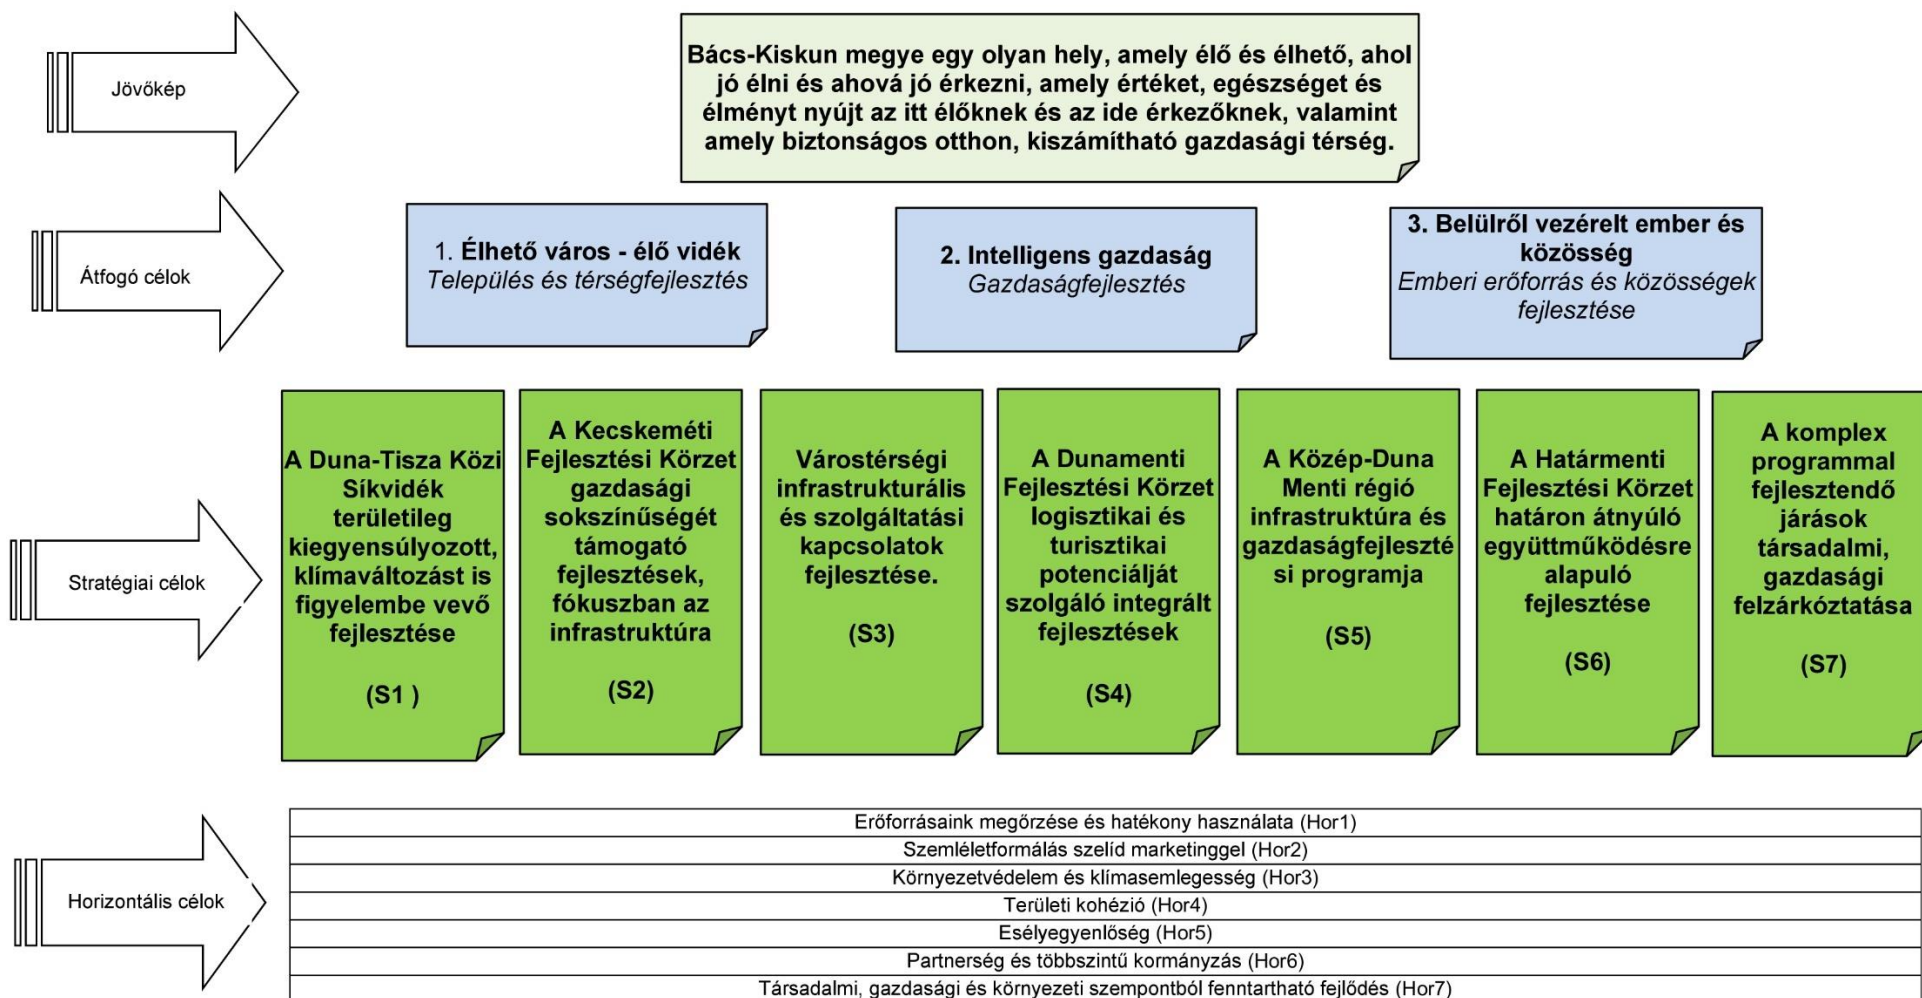 Jövőkép
Bács-Kiskun megye egy olyan hely, amely élő és élhető, ahol
jó élni és ahová jó érkezni, amely értéket, egészséget és
élményt nyújt az itt élőknek és az ide érkezőknek, valamint
amely biztonságos otthon, kiszámítható gazdasági térség.
Átfogó célok
1. Élhető város - élő vidék
Település és térségfejlesztés
2. Intelligens gazdaság
Gazdaságfejlesztés
3. Belülről vezérelt ember és
közösség
Emberi erőforrás és közösségek
fejlesztése
Stratégiai célok
A Duna-Tisza Közi
Síkvidék
területileg
kiegyensúlyozott,
klímaváltozást is
figyelembe vevő
fejlesztése
(S1 )
A Kecskeméti
Fejlesztési Körzet
gazdasági
sokszínűségét
támogató
fejlesztések,
fókuszban az
infrastruktúra
(S2)
Várostérségi
infrastrukturális
és szolgáltatási
kapcsolatok
fejlesztése.
(S3)
A Dunamenti
Fejlesztési Körzet
logisztikai és
turisztikai
potenciálját
szolgáló integrált
fejlesztések
(S4)
A Közép-Duna
Menti régió
infrastruktúra és
gazdaságfejleszté
si programja
(S5)
A Határmenti
Fejlesztési Körzet
határon átnyúló
együttműködésre
alapuló
fejlesztése
(S6)
A komplex
programmal
fejlesztendő
járások
társadalmi,
gazdasági
felzárkóztatása
(S7)
Horizontális célok
Erőforrásaink megőrzése és hatékony használata (Hor1)
Szemléletformálás szelíd marketinggel (Hor2)
Környezetvédelem és klímasemlegesség (Hor3)
Területi kohézió (Hor4)
Esélyegyenlőség (Hor5)
Partnerség és többszintű kormányzás (Hor6)
Társadalmi, gazdasági és környezeti szempontból fenntartható fejlődés (Hor7)